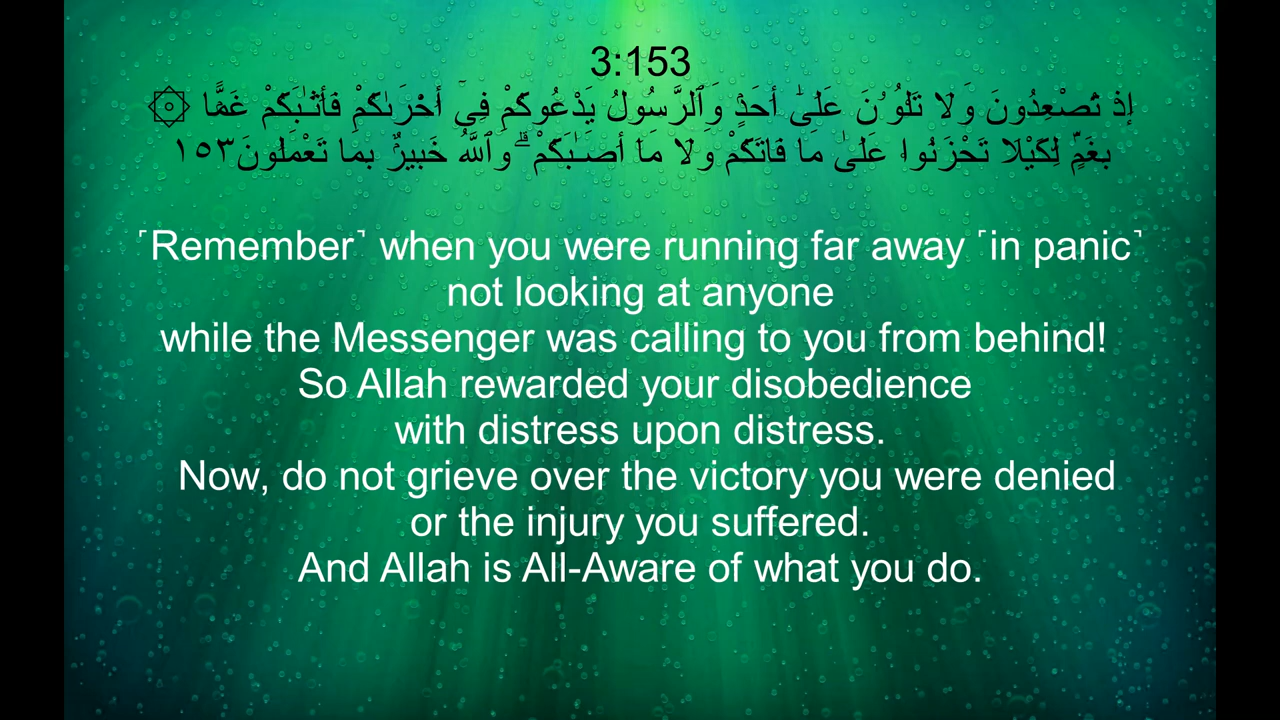 3:153
۞ إِذْ تُصْعِدُونَ وَلَا تَلْوُۥنَ عَلَىٰٓ أَحَدٍۢ وَٱلرَّسُولُ يَدْعُوكُمْ فِىٓ أُخْرَىٰكُمْ فَأَثَـٰبَكُمْ غَمًّۢا
بِغَمٍّۢ لِّكَيْلَا تَحْزَنُوا۟ عَلَىٰ مَا فَاتَكُمْ وَلَا مَآ أَصَـٰبَكُمْ ۗ وَٱللَّهُ خَبِيرٌۢ بِمَا تَعْمَلُونَ١٥٣
˹Remember˺ when you were running far away ˹in panic˺
not looking at anyone
while the Messenger was calling to you from behind!
So Allah rewarded your disobedience
with distress upon distress.
Now, do not grieve over the victory you were denied
or the injury you suffered.
And Allah is All-Aware of what you do.